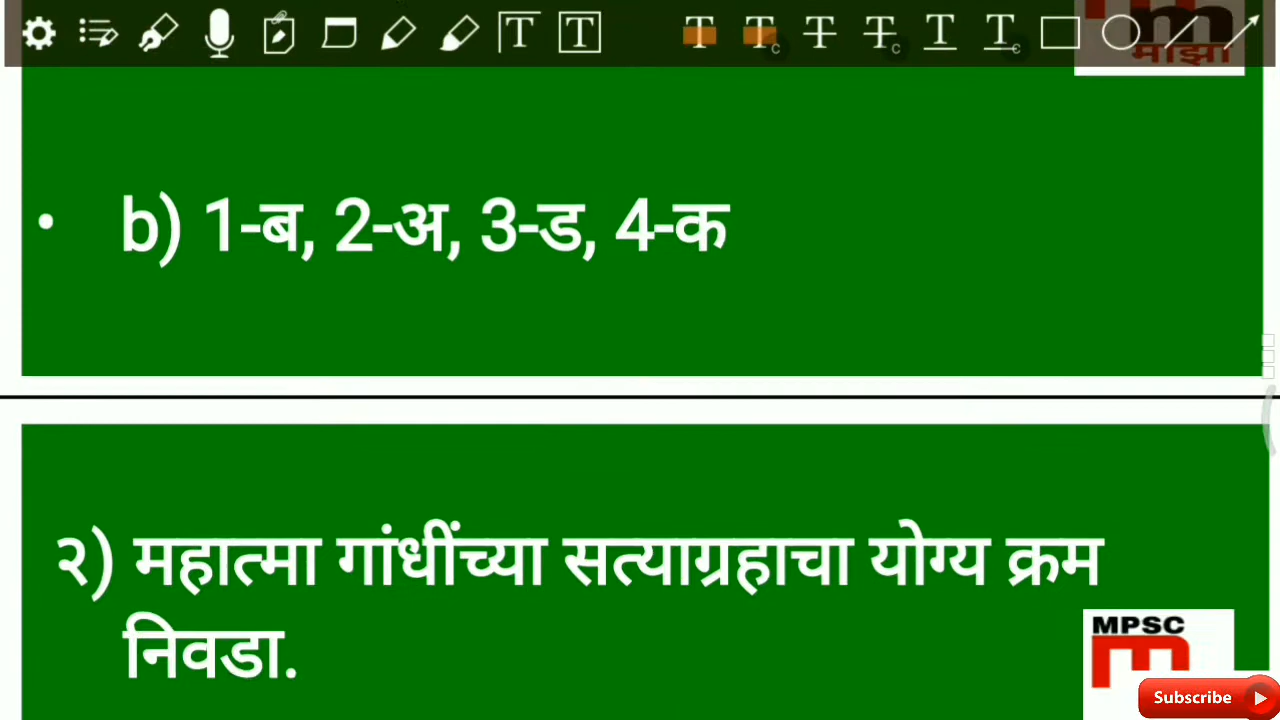 माझा
• b) 1-ब, 2-अ, 3-ड, 4-क
२) महात्मा गांधींच्या सत्याग्रहाचा योग्य क्रम
निवडा.
MPSC
Subscribe